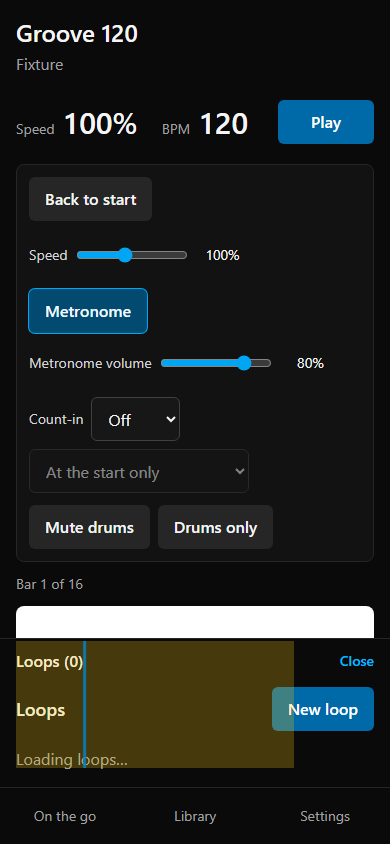 Groove 120
Fixture
Speed 100% BPM 120 Play
Back to start
Speed 100%
Metronome
Metronome volume 80%
Count-in Off
At the start only
Mute drums Drums only
Bar 1 of 16
Loops (0) Close
Loops New loop
Loading loops...
On the go Library Settings